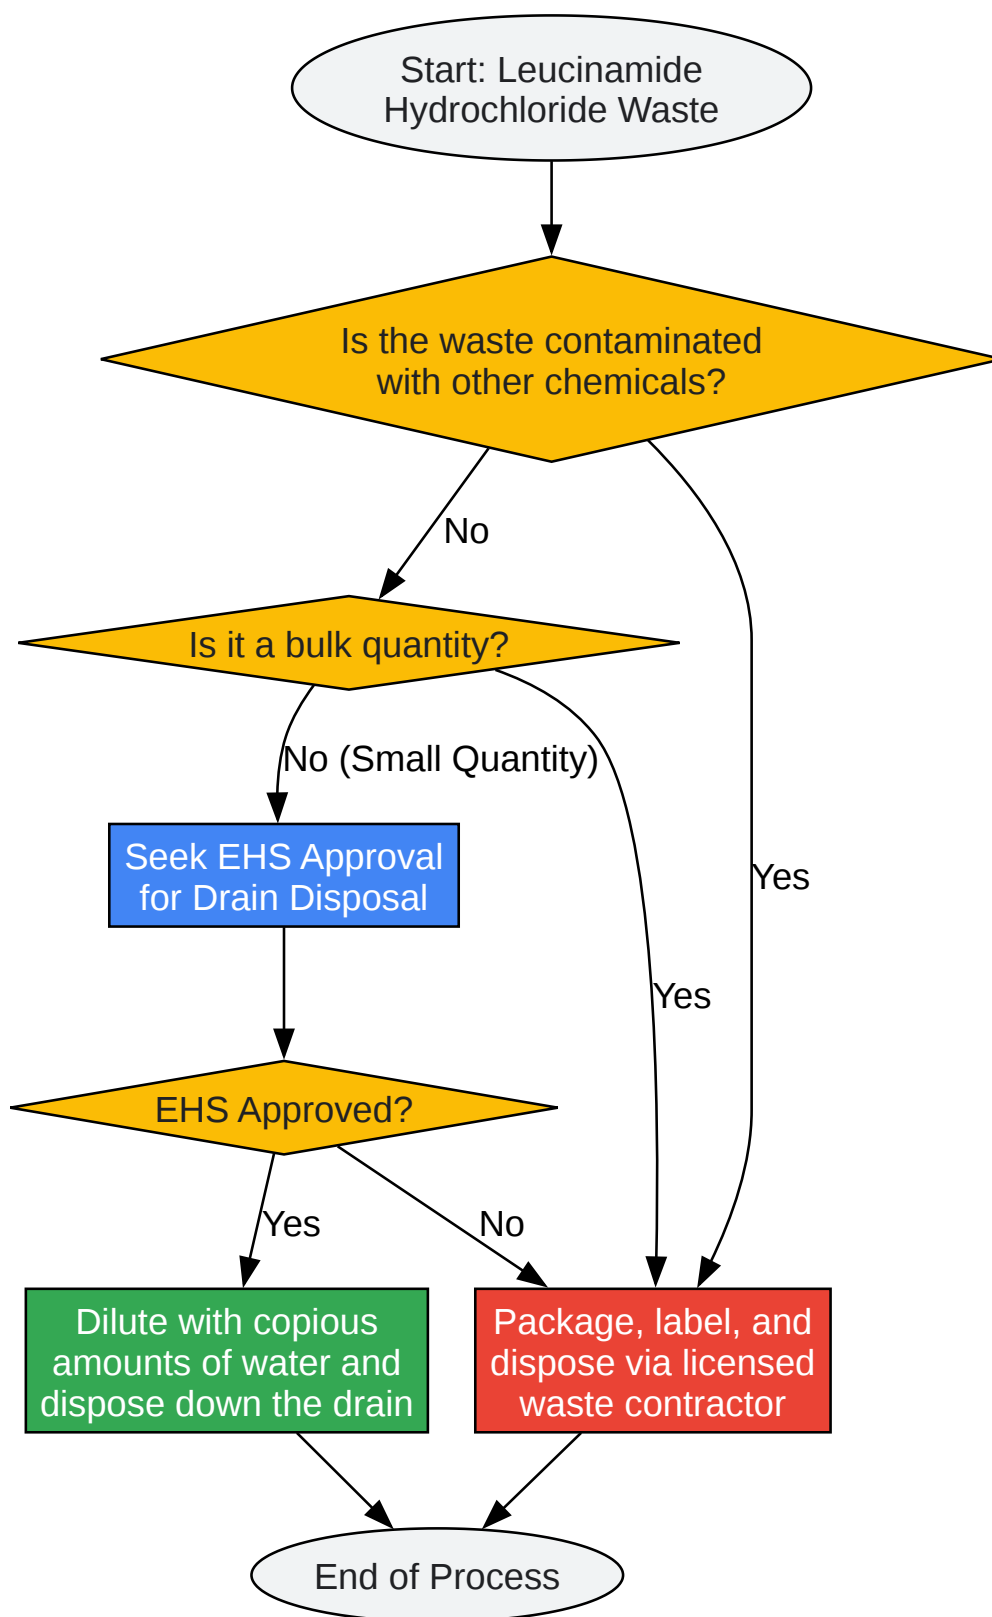 Start: Leucinamide
Hydrochloride Waste
Is the waste contaminated
with other chemicals?
No
Is it a bulk quantity?
No (Small Quantity)
Seek EHS Approval
for Drain Disposal
Yes
Yes
EHS Approved?
Yes
No
Dilute with copious
amounts of water and
dispose down the drain
Package, label, and
dispose via licensed
waste contractor
End of Process